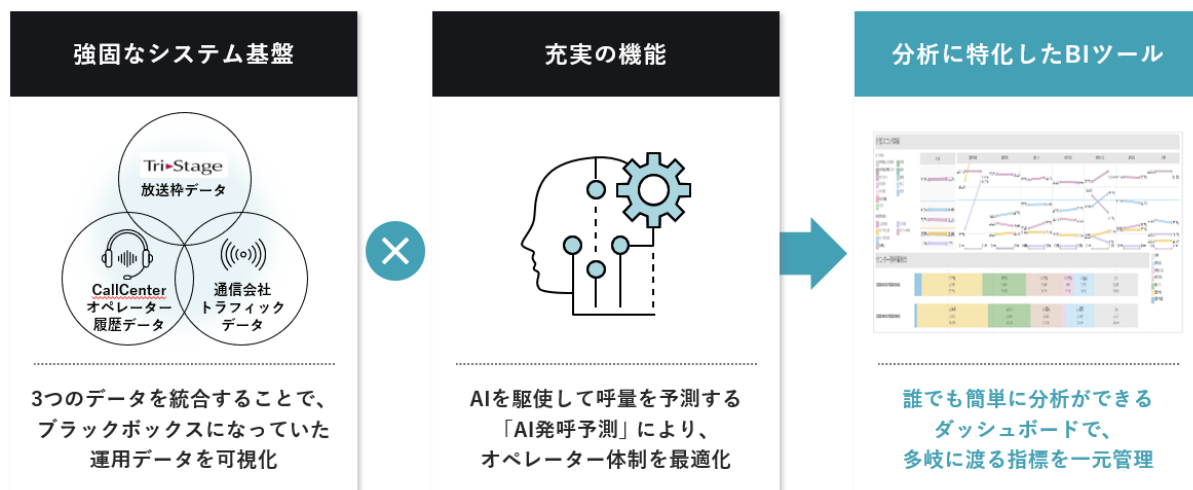 強固なシステム基盤
Tri-Stage
放送枠データ
CallCenter
オペレーター
履歴データ
通信会社
トラフィック
データ
3つのデータを統合することで、
ブラックボックスになっていた
運用データを可視化
充実の機能
AIを駆使して呼量を予測する
「AI発呼予測」により、
オペレーター体制を最適化
分析に特化したBIツール
誰でも簡単に分析ができる
ダッシュボードで、
多岐に渡る指標を一元管理